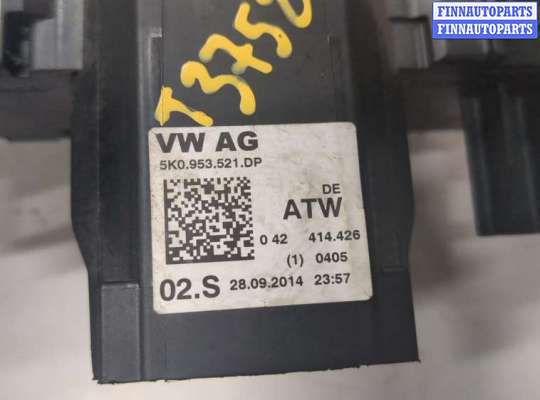 FINNAUTOPARTS
FINNAUTOPARTS
FINNAUTOPARTS
VW AG
5K0.953.521.DP
DE
ATW
0 42 414.426
(1) 0405
02.S 28.09.2014 23:57